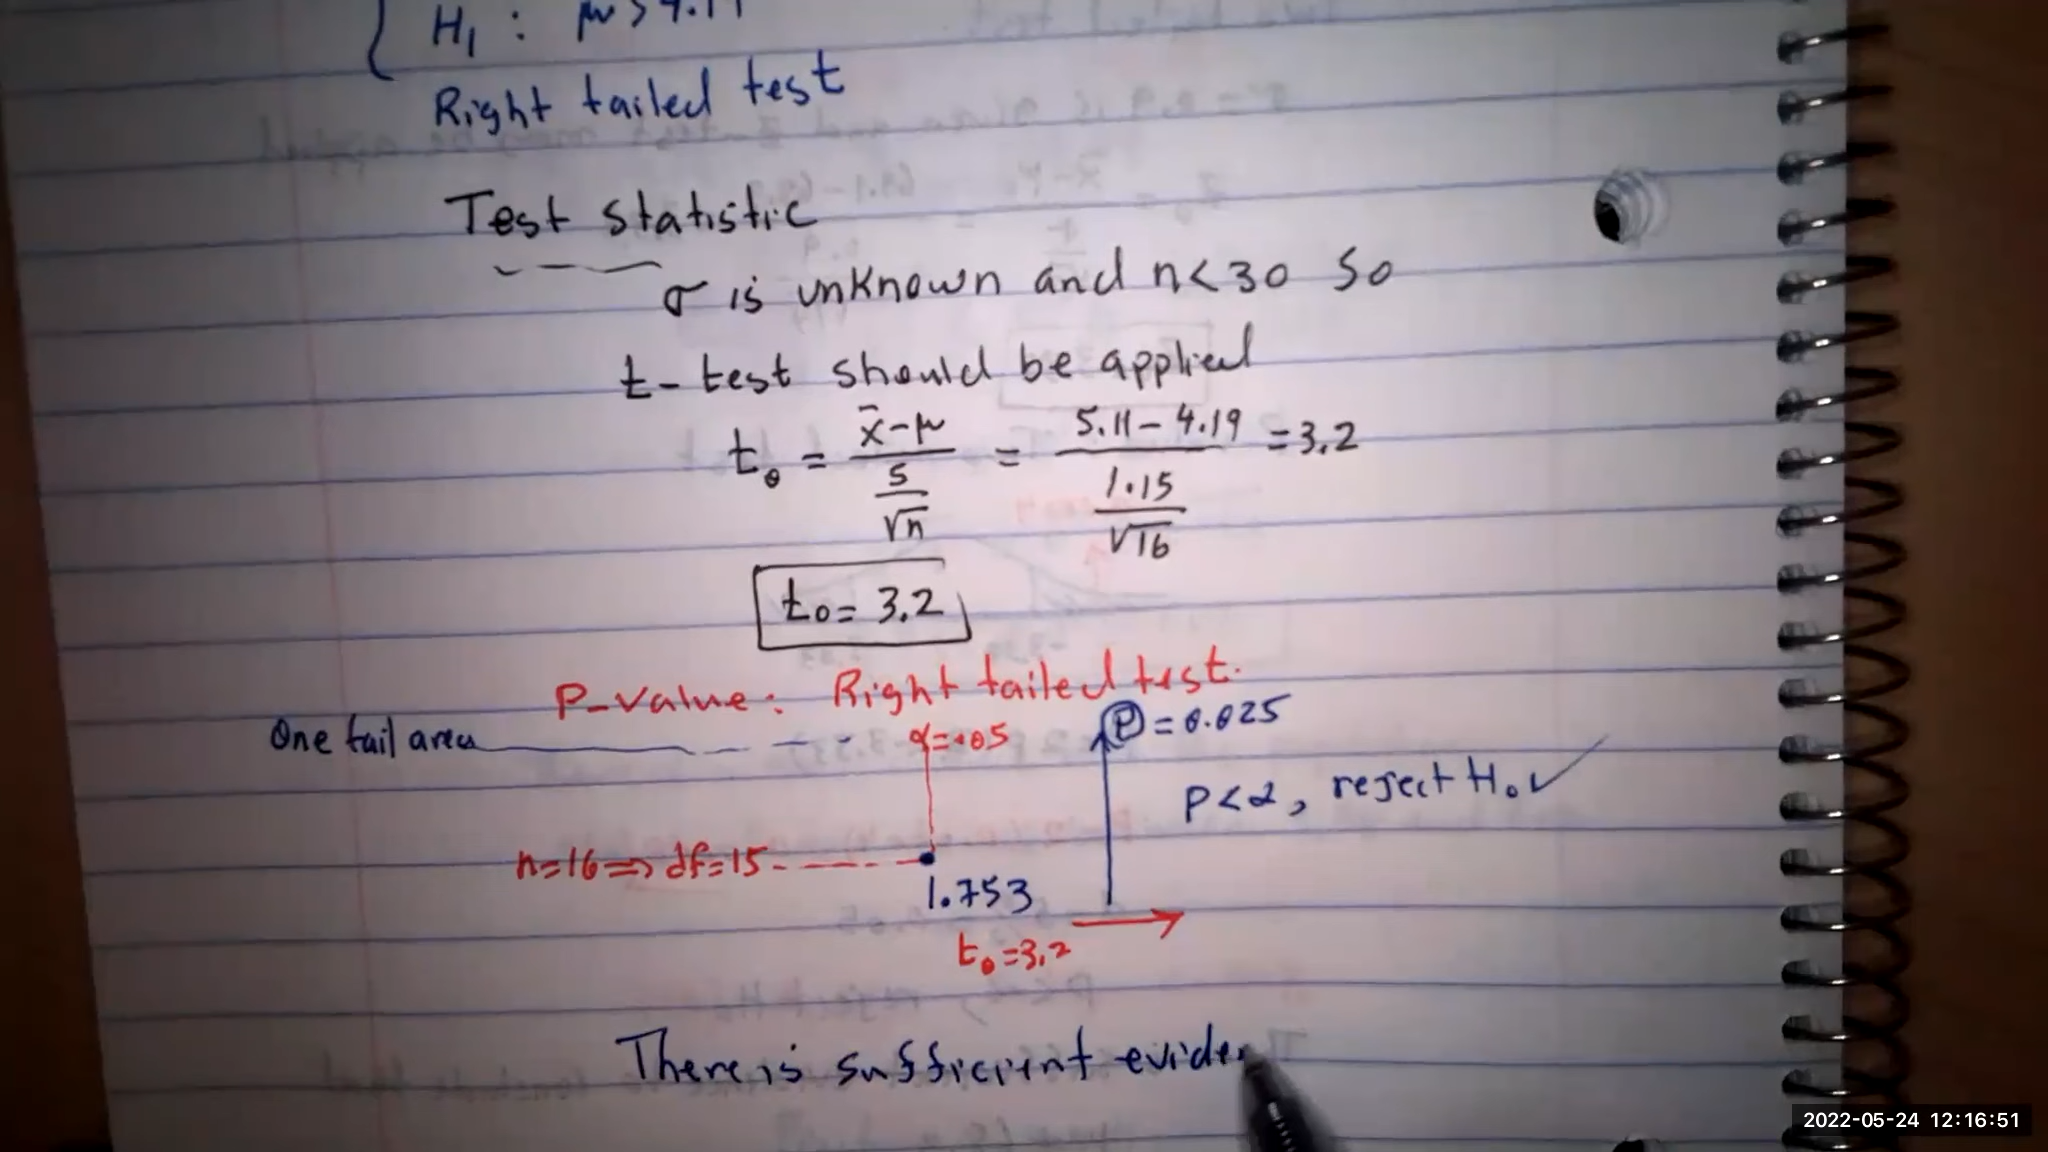 H₁ : μ > 4.19
Right tailed test
Test statistic
σ is unknown and n<30 So
t-test should be applied
t₀ = (x̄-μ)/(s/√n) = (5.11-4.19)/(1.15/√16) = 3.2
t₀ = 3.2
P-value: Right tailed test.
One tail area α=.05 P = 0.025
P<α, reject H₀ ✓
n=16 ⇒ df=15
1.753
t₀=3.2
There is sufficient eviden
2022-05-24 12:16:51